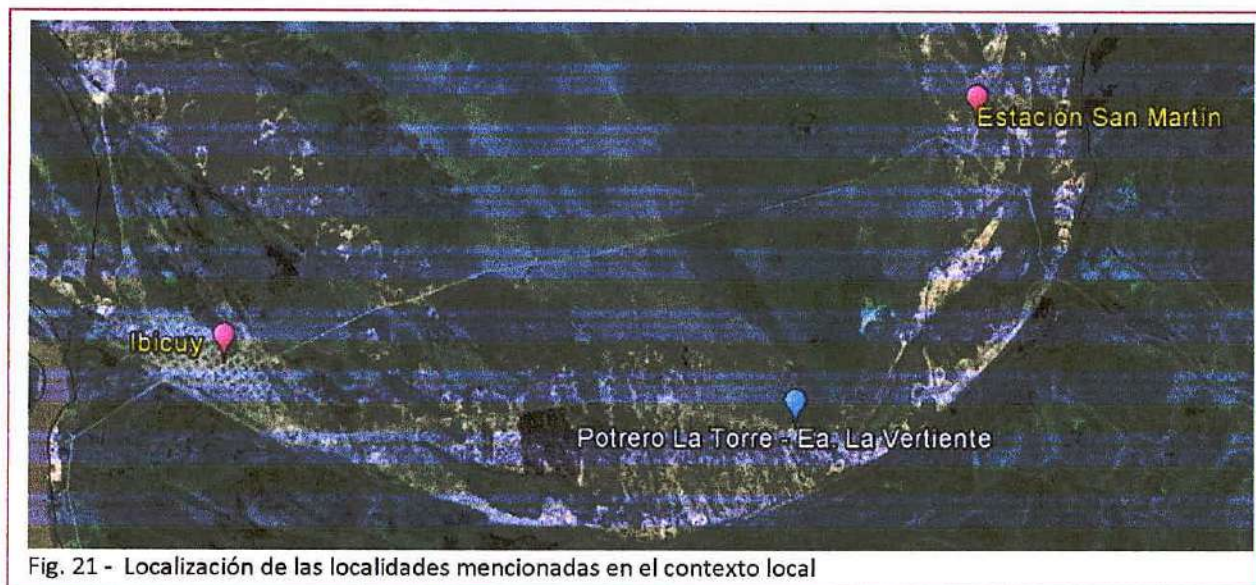 Estación San Martín
Ibicuy
Potrero La Torre - Ea. La Vertiente
Fig. 21 - Localización de las localidades mencionadas en el contexto local